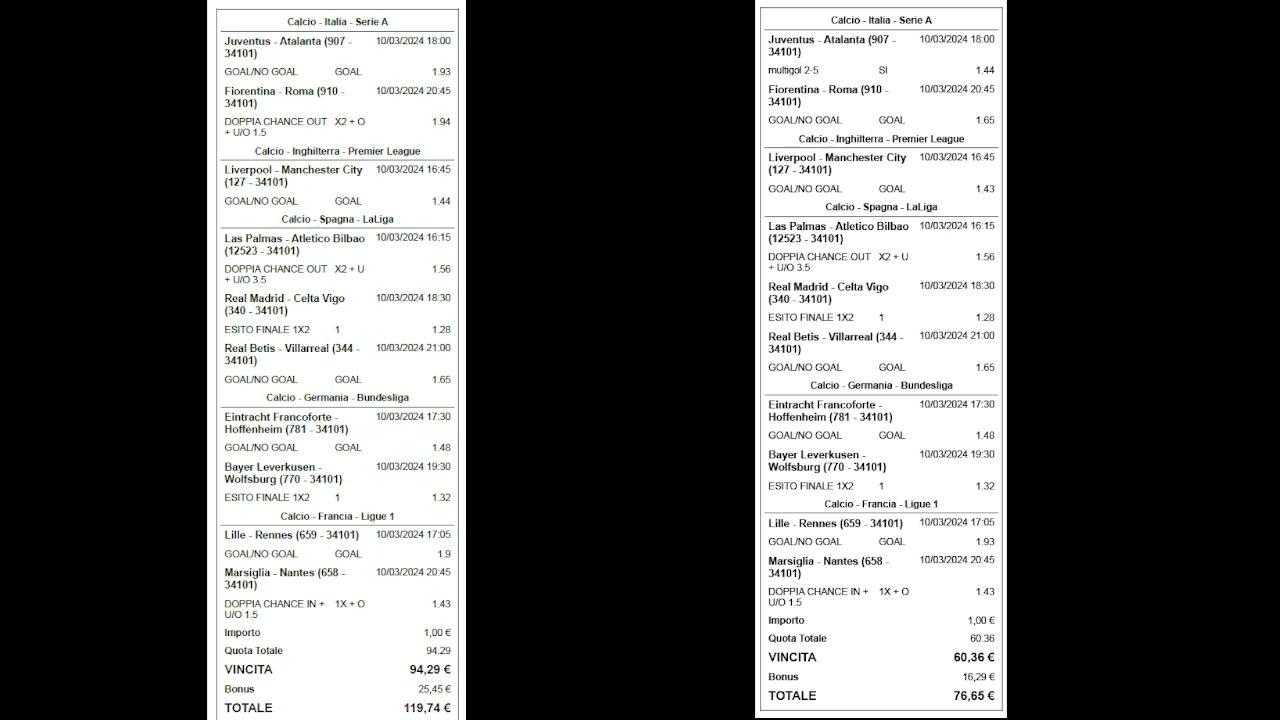 Calcio - Italia - Serie A
Juventus - Atalanta (907 - 10/03/2024 18:00
34101)
GOAL/NO GOAL GOAL 1.93
Fiorentina - Roma (910 - 10/03/2024 20:45
34101)
DOPPIA CHANCE OUT X2 + O 1.94
+ U/O 1.5
Calcio - Inghilterra - Premier League
Liverpool - Manchester City 10/03/2024 16:45
(127 - 34101)
GOAL/NO GOAL GOAL 1.44
Calcio - Spagna - LaLiga
Las Palmas - Atletico Bilbao 10/03/2024 16:15
(12523 - 34101)
DOPPIA CHANCE OUT X2 + U 1.56
+ U/O 3.5
Real Madrid - Celta Vigo 10/03/2024 18:30
(340 - 34101)
ESITO FINALE 1X2 1 1.28
Real Betis - Villarreal (344 - 10/03/2024 21:00
34101)
GOAL/NO GOAL GOAL 1.65
Calcio - Germania - Bundesliga
Eintracht Francoforte - 10/03/2024 17:30
Hoffenheim (781 - 34101)
GOAL/NO GOAL GOAL 1.48
Bayer Leverkusen - 10/03/2024 19:30
Wolfsburg (770 - 34101)
ESITO FINALE 1X2 1 1.32
Calcio - Francia - Ligue 1
Lille - Rennes (659 - 34101) 10/03/2024 17:05
GOAL/NO GOAL GOAL 1.9
Marsiglia - Nantes (658 - 10/03/2024 20:45
34101)
DOPPIA CHANCE IN + 1X + O 1.43
U/O 1.5
Importo 1,00 €
Quota Totale 94.29
VINCITA 94,29 €
Bonus 25,45 €
TOTALE 119,74 €
Calcio - Italia - Serie A
Juventus - Atalanta (907 - 10/03/2024 18:00
34101)
multigol 2-5 SI 1.44
Fiorentina - Roma (910 - 10/03/2024 20:45
34101)
GOAL/NO GOAL GOAL 1.65
Calcio - Inghilterra - Premier League
Liverpool - Manchester City 10/03/2024 16:45
(127 - 34101)
GOAL/NO GOAL GOAL 1.43
Calcio - Spagna - LaLiga
Las Palmas - Atletico Bilbao 10/03/2024 16:15
(12523 - 34101)
DOPPIA CHANCE OUT X2 + U 1.56
+ U/O 3.5
Real Madrid - Celta Vigo 10/03/2024 18:30
(340 - 34101)
ESITO FINALE 1X2 1 1.28
Real Betis - Villarreal (344 - 10/03/2024 21:00
34101)
GOAL/NO GOAL GOAL 1.65
Calcio - Germania - Bundesliga
Eintracht Francoforte - 10/03/2024 17:30
Hoffenheim (781 - 34101)
GOAL/NO GOAL GOAL 1.48
Bayer Leverkusen - 10/03/2024 19:30
Wolfsburg (770 - 34101)
ESITO FINALE 1X2 1 1.32
Calcio - Francia - Ligue 1
Lille - Rennes (659 - 34101) 10/03/2024 17:05
GOAL/NO GOAL GOAL 1.93
Marsiglia - Nantes (658 - 10/03/2024 20:45
34101)
DOPPIA CHANCE IN + 1X + O 1.43
U/O 1.5
Importo 1,00 €
Quota Totale 60.36
VINCITA 60,36 €
Bonus 16,29 €
TOTALE 76,65 €